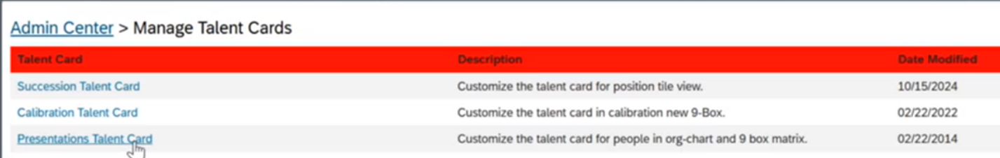 Admin Center > Manage Talent Cards
Talent Card Description Date Modified
Succession Talent Card Customize the talent card for position tile view. 10/15/2024
Calibration Talent Card Customize the talent card in calibration new 9-Box. 02/22/2022
Presentations Talent Card Customize the talent card for people in org-chart and 9 box matrix. 02/22/2014